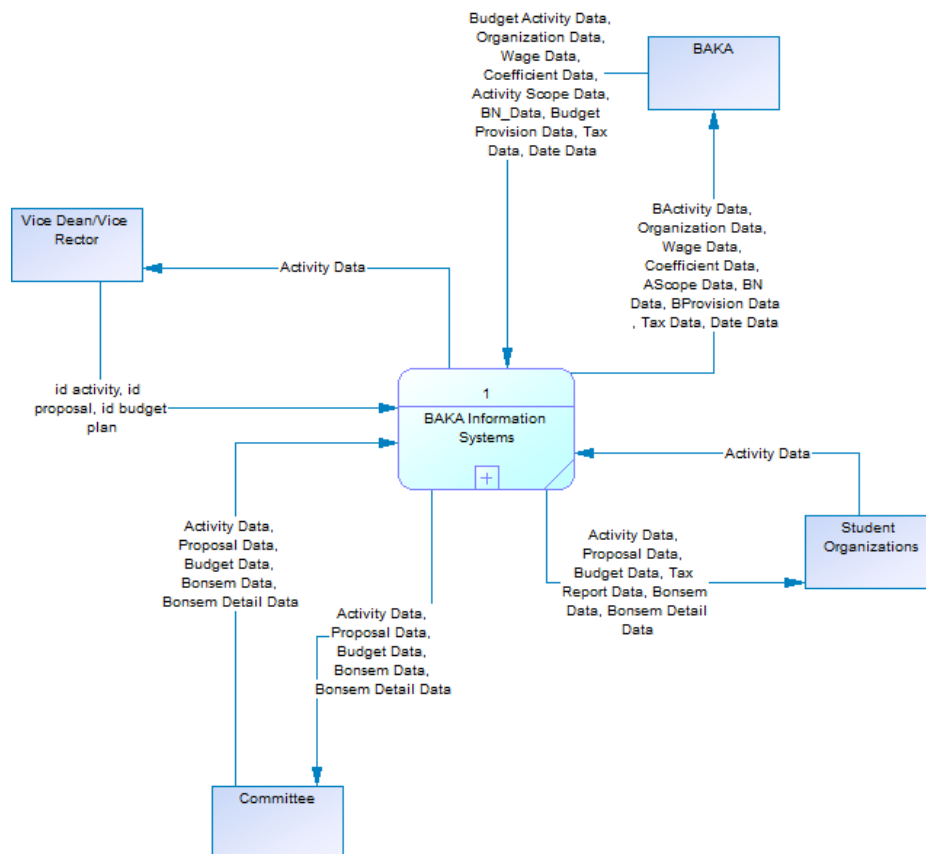 Budget Activity Data,
Organization Data,
Wage Data,
Coefficient Data,
Activity Scope Data,
BN_Data, Budget
Provision Data, Tax
Data, Date Data
BAKA
BActivity Data,
Organization Data,
Wage Data,
Coefficient Data,
AScope Data, BN
Data, BProvision Data
, Tax Data, Date Data
Vice Dean/Vice
Rector
Activity Data
id activity, id
proposal, id budget
plan
1
BAKA Information
Systems
+
Activity Data
Student
Organizations
Activity Data,
Proposal Data,
Budget Data, Tax
Report Data, Bonsem
Data, Bonsem Detail
Data
Activity Data,
Proposal Data,
Budget Data,
Bonsem Data,
Bonsem Detail Data
Activity Data,
Proposal Data,
Budget Data,
Bonsem Data,
Bonsem Detail Data
Committee